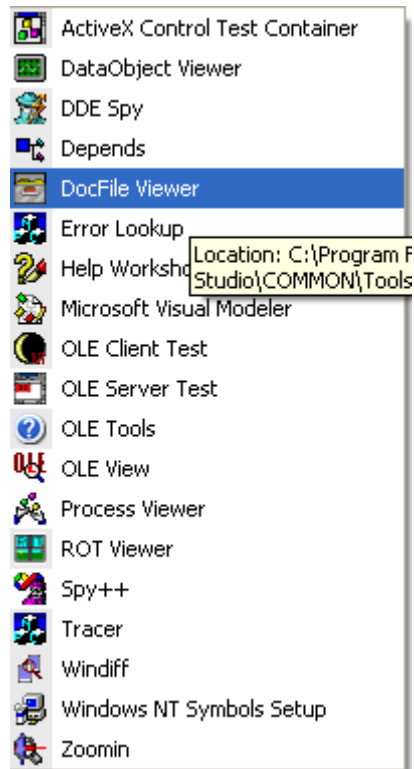 ActiveX Control Test Container
DataObject Viewer
DDE Spy
Depends
DocFile Viewer
Error Lookup
Location: C:\Program
Help
Studio\COMMON\Tools
Microsoft Visual Modeler
OLE Client Test
OLE Server Test
OLE Tools
OLE View
Process Viewer
ROT Viewer
Spy++
Tracer
Windiff
Windows NT Symbols Setup
Zoomin